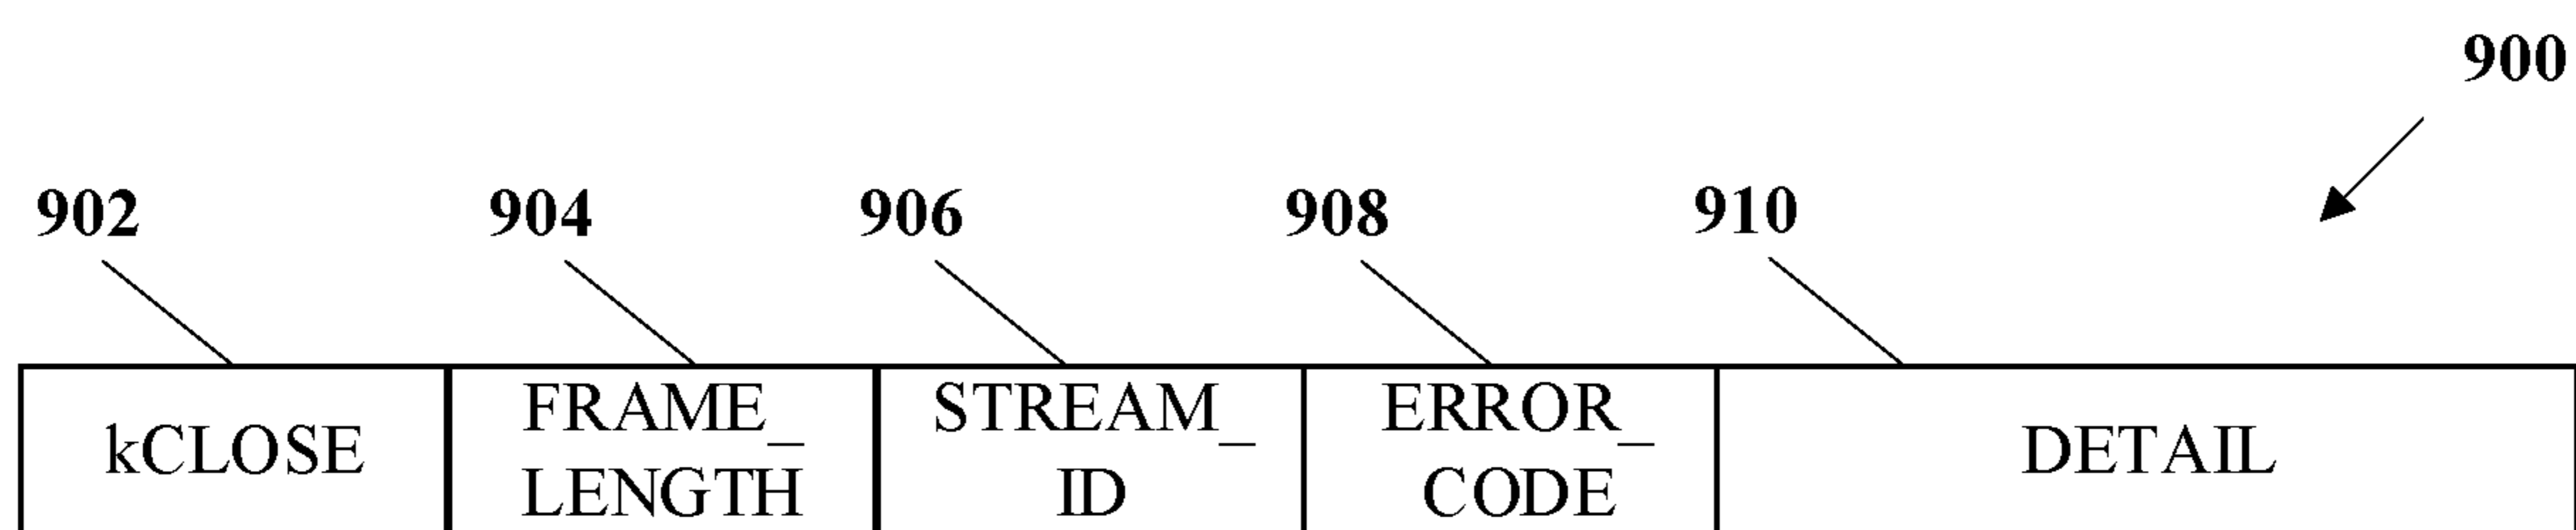 900
902 904 906 908 910
kCLOSE
FRAME_
LENGTH
STREAM_
ID
ERROR_
CODE
DETAIL